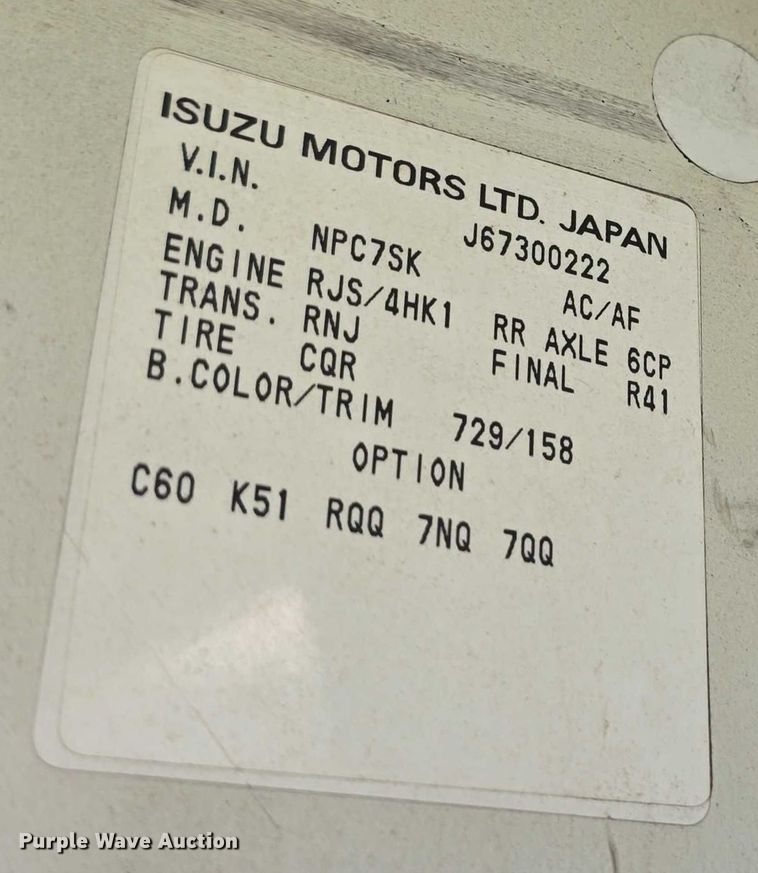 ISUZU MOTORS LTD. JAPAN
V.I.N. J67300222
M.D. NPC7SK AC/AF
ENGINE RJS/4HK1 RR AXLE 6CP
TRANS. RNJ FINAL R41
TIRE CQR
B.COLOR/TRIM 729/158
OPTION
C60 K51 RQQ 7NQ 7QQ
Purple Wave Auction